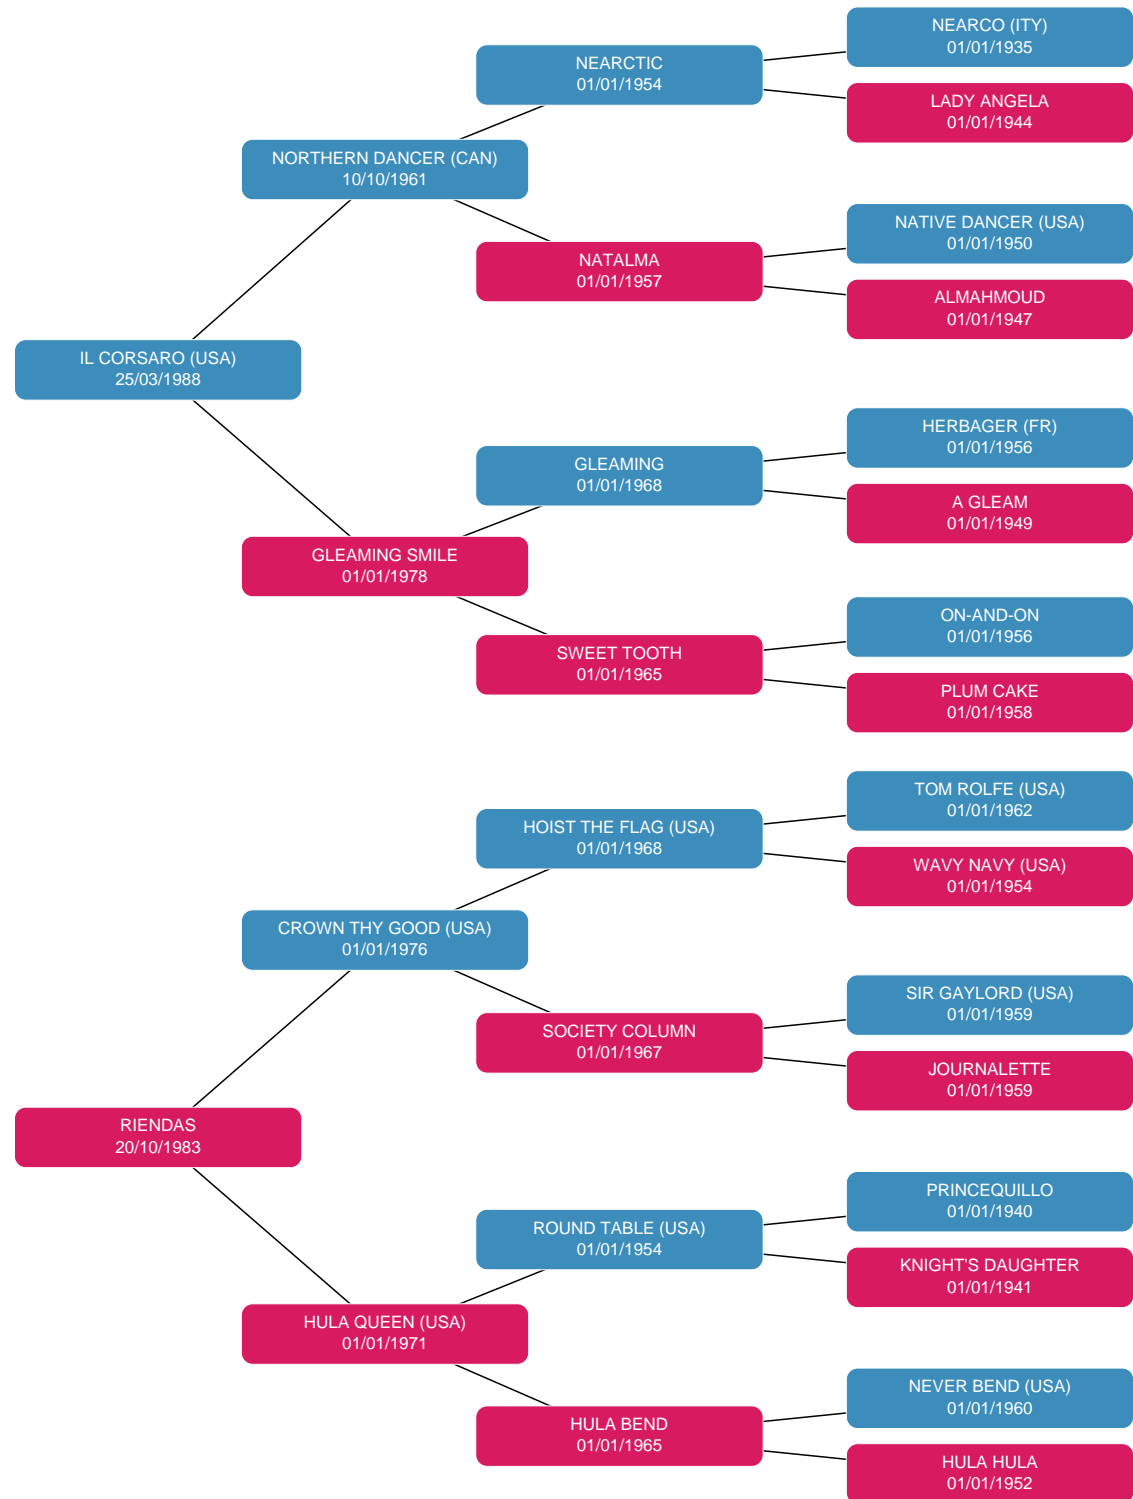 NEARCO (ITY)
01/01/1935
NEARCTIC
01/01/1954
LADY ANGELA
01/01/1944
NORTHERN DANCER (CAN)
10/10/1961
NATIVE DANCER (USA)
01/01/1950
NATALMA
01/01/1957
ALMAHMOUD
01/01/1947
IL CORSARO (USA)
25/03/1988
HERBAGER (FR)
01/01/1956
GLEAMING
01/01/1968
A GLEAM
01/01/1949
GLEAMING SMILE
01/01/1978
ON-AND-ON
01/01/1956
SWEET TOOTH
01/01/1965
PLUM CAKE
01/01/1958
TOM ROLFE (USA)
01/01/1962
HOIST THE FLAG (USA)
01/01/1968
WAVY NAVY (USA)
01/01/1954
CROWN THY GOOD (USA)
01/01/1976
SIR GAYLORD (USA)
01/01/1959
SOCIETY COLUMN
01/01/1967
JOURNALETTE
01/01/1959
RIENDAS
20/10/1983
PRINCEQUILLO
01/01/1940
ROUND TABLE (USA)
01/01/1954
KNIGHT'S DAUGHTER
01/01/1941
HULA QUEEN (USA)
01/01/1971
NEVER BEND (USA)
01/01/1960
HULA BEND
01/01/1965
HULA HULA
01/01/1952